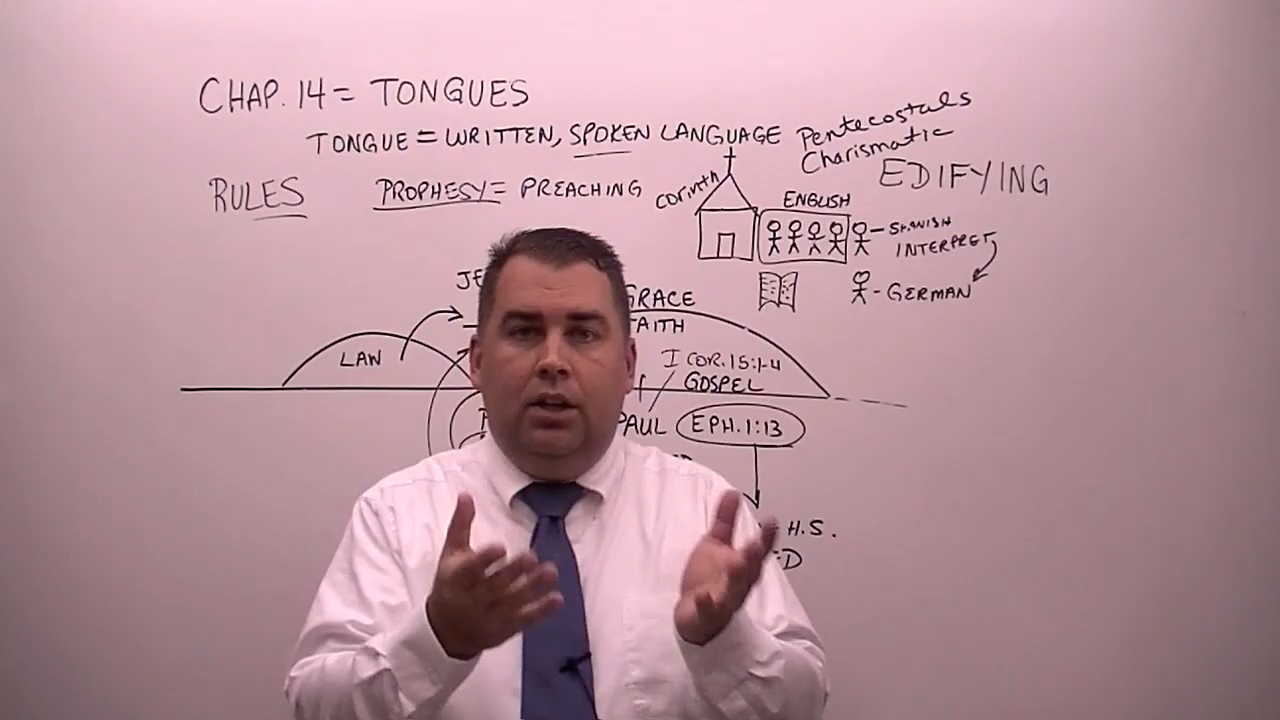 CHAP. 14 = TONGUES
TONGUE = WRITTEN, SPOKEN LANGUAGE
Pentecostals
Charismatic
RULES
PROPHESY = PREACHING
Corinth
EDIFYING
ENGLISH
- SPANISH
INTERPRET
- GERMAN
GRACE
LAW
I COR. 15:1-4
GOSPEL
PAUL
EPH. 1:13
H.S.